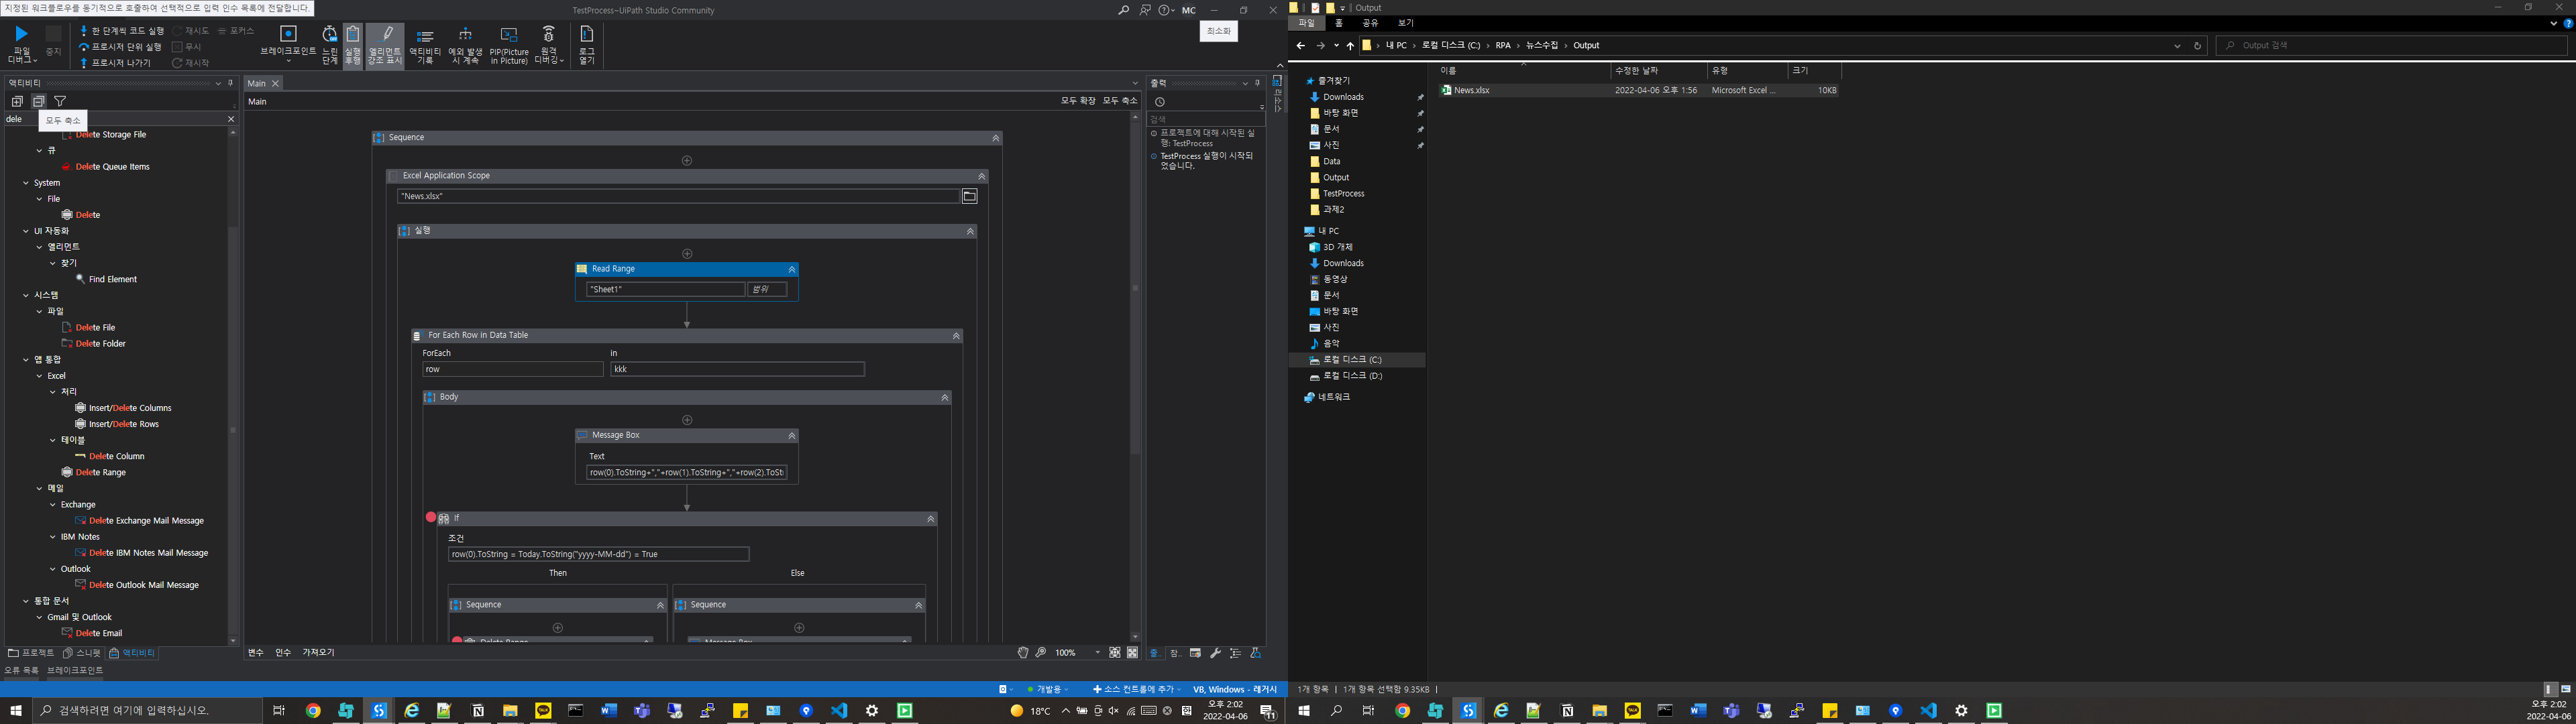 지정된 워크플로우를 동기적으로 호출하여 선택적으로 입력 인수 목록에 전달합니다.
TestProcess~UiPath Studio Community
MC
최소화
파일 디버그
중지
한 단계씩 코드 실행
프로시저 단위 실행
프로시저 나가기
재시도
무시
재시작
포커스
브레이크포인트
느린 단계
실행 후행
앨리먼트 강조 표시
액티비티 기록
예외 발생 시 계속
PIP(Picture in Picture)
원격 디버깅
로그 열기
액티비티
dele
모두 축소
Delete Storage File
큐
Delete Queue Items
System
File
Delete
UI 자동화
앨리먼트
찾기
Find Element
시스템
파일
Delete File
Delete Folder
앱 통합
Excel
처리
Insert/Delete Columns
Insert/Delete Rows
테이블
Delete Column
Delete Range
메일
Exchange
Delete Exchange Mail Message
IBM Notes
Delete IBM Notes Mail Message
Outlook
Delete Outlook Mail Message
통합 문서
Gmail 및 Outlook
Delete Email
프로젝트
스니펫
액티비티
오류 목록
브레이크포인트
Main
Main
모두 확장
모두 축소
Sequence
Excel Application Scope
"News.xlsx"
실행
Read Range
"Sheet1"
범위
For Each Row in Data Table
ForEach
in
row
kkk
Body
Message Box
Text
row(0).ToString+","+row(1).ToString+","+row(2).ToStr
If
조건
row(0).ToString = Today.ToString("yyyy-MM-dd") = True
Then
Else
Sequence
Sequence
Delete Range
Message Box
변수
인수
가져오기
100%
출력
검색
프로젝트에 대해 시작된 실행: TestProcess
TestProcess 실행이 시작되었습니다.
리소스
0
개발용
소스 컨트롤에 추가
VB, Windows - 레거시
검색하려면 여기에 입력하십시오.
18°C
오후 2:02
2022-04-06
11
Output
파일
홈
공유
보기
내 PC
로컬 디스크 (C:)
RPA
뉴스수집
Output
Output 검색
이름
수정한 날짜
유형
크기
News.xlsx
2022-04-06 오후 1:56
Microsoft Excel ...
10KB
즐겨찾기
Downloads
바탕 화면
문서
사진
Data
Output
TestProcess
과제2
내 PC
3D 개체
Downloads
동영상
문서
바탕 화면
사진
음악
로컬 디스크 (C:)
로컬 디스크 (D:)
네트워크
1개 항목
1개 항목 선택함 9.35KB
오후 2:02
2022-04-06